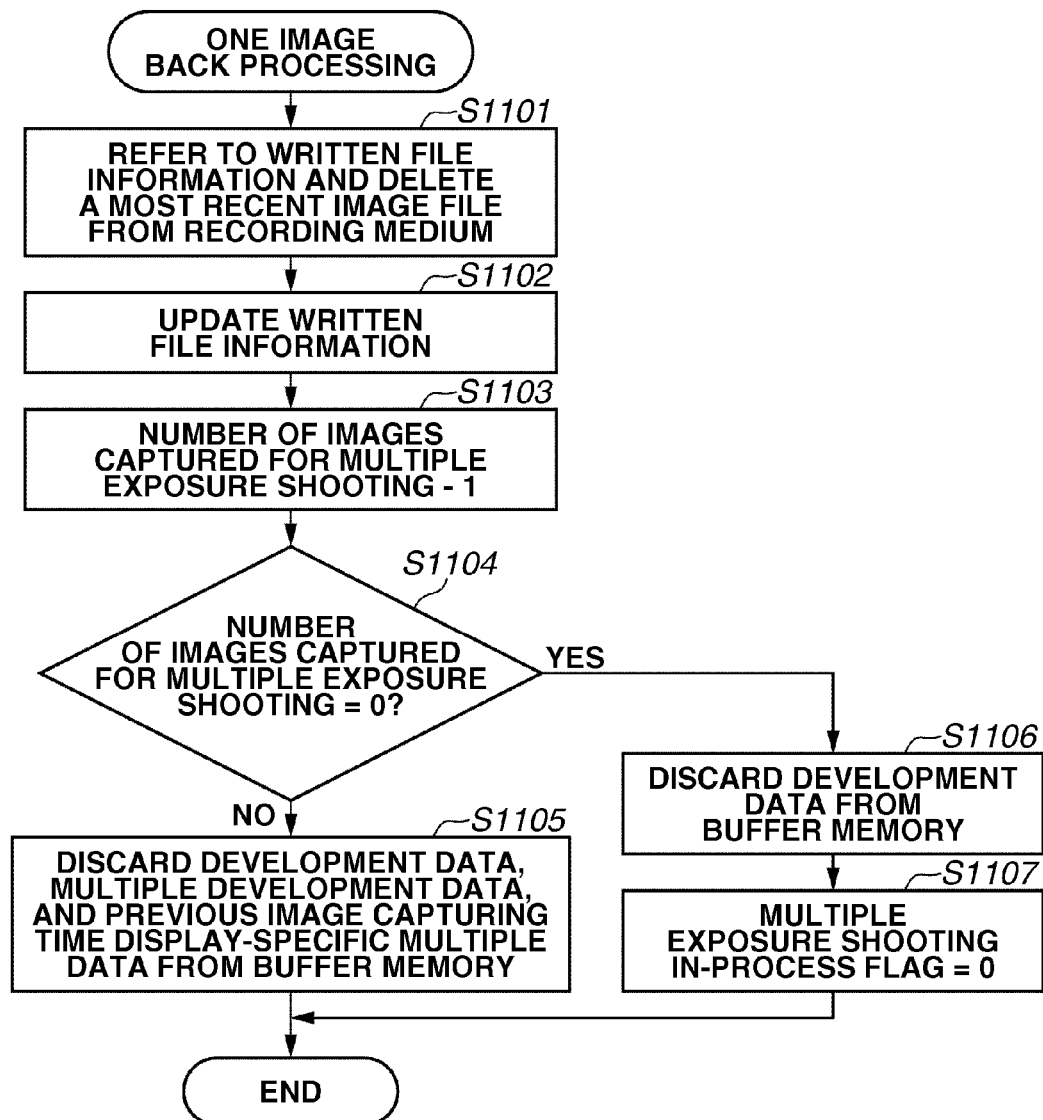 ONE IMAGE
BACK PROCESSING
S1101
REFER TO WRITTEN FILE
INFORMATION AND DELETE
A MOST RECENT IMAGE FILE
FROM RECORDING MEDIUM
S1102
UPDATE WRITTEN
FILE INFORMATION
S1103
NUMBER OF IMAGES
CAPTURED FOR MULTIPLE
EXPOSURE SHOOTING - 1
S1104
NUMBER
OF IMAGES CAPTURED
FOR MULTIPLE EXPOSURE
SHOOTING = 0?
YES
NO
S1105
DISCARD DEVELOPMENT DATA,
MULTIPLE DEVELOPMENT DATA,
AND PREVIOUS IMAGE CAPTURING
TIME DISPLAY-SPECIFIC MULTIPLE
DATA FROM BUFFER MEMORY
S1106
DISCARD DEVELOPMENT
DATA FROM
BUFFER MEMORY
S1107
MULTIPLE
EXPOSURE SHOOTING
IN-PROCESS FLAG = 0
END